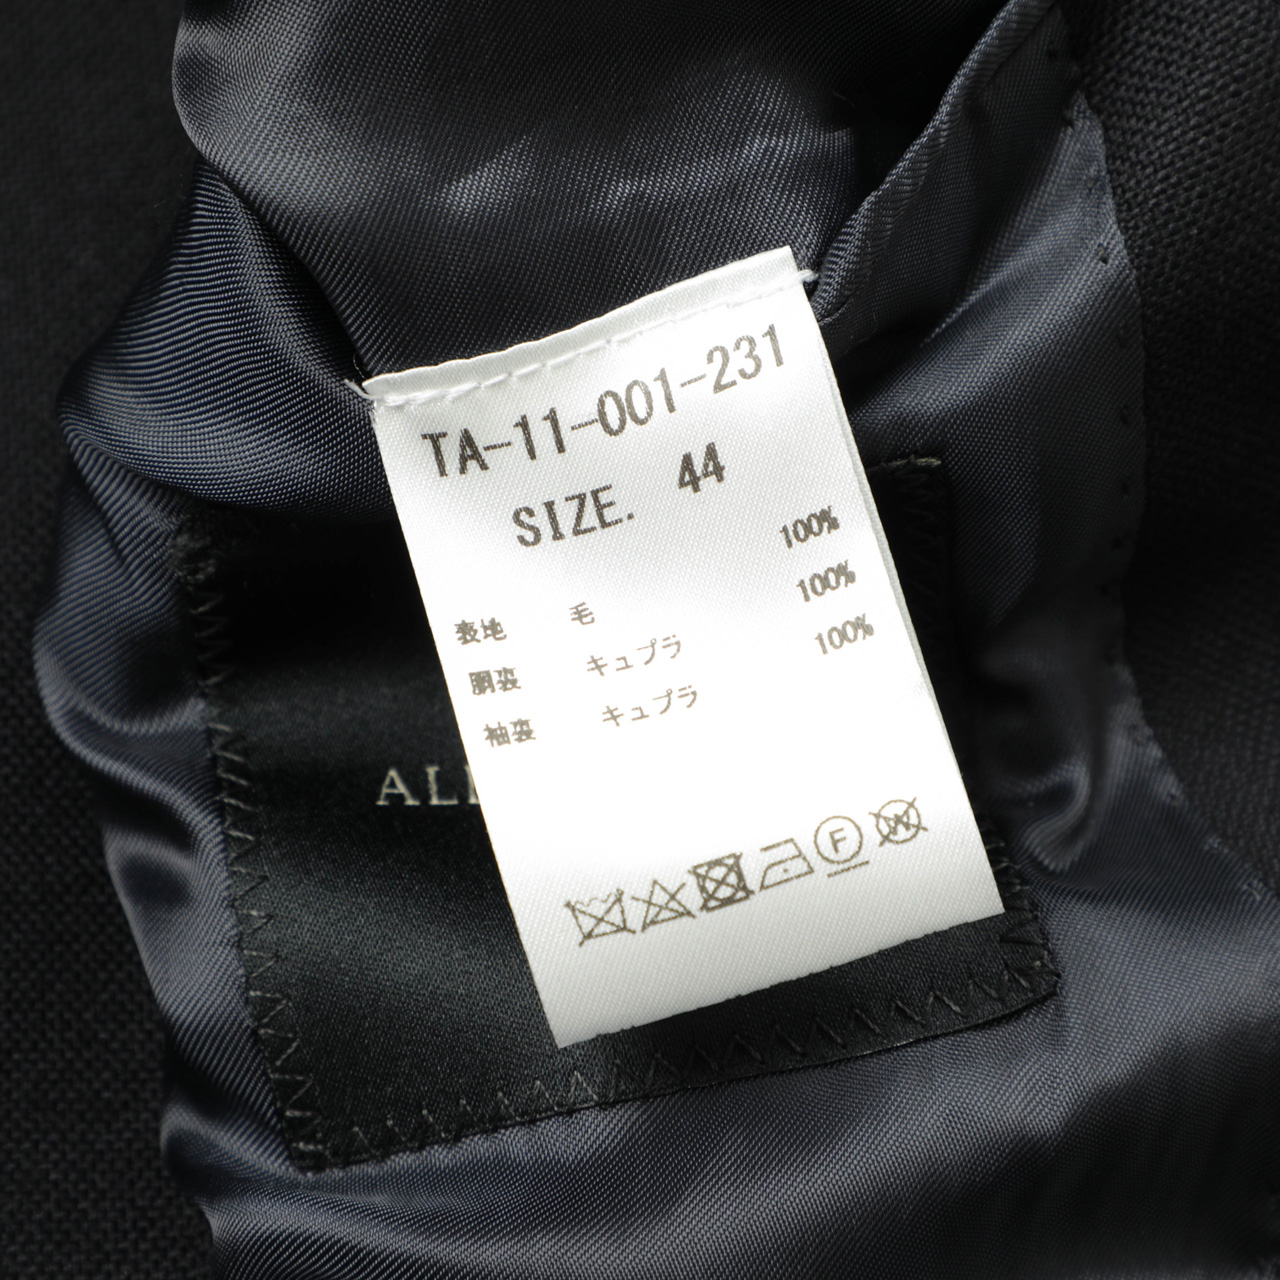 TA-11-001-231
SIZE. 44
100%
表地 毛 100%
胴裏 キュプラ 100%
袖裏 キュプラ
F W